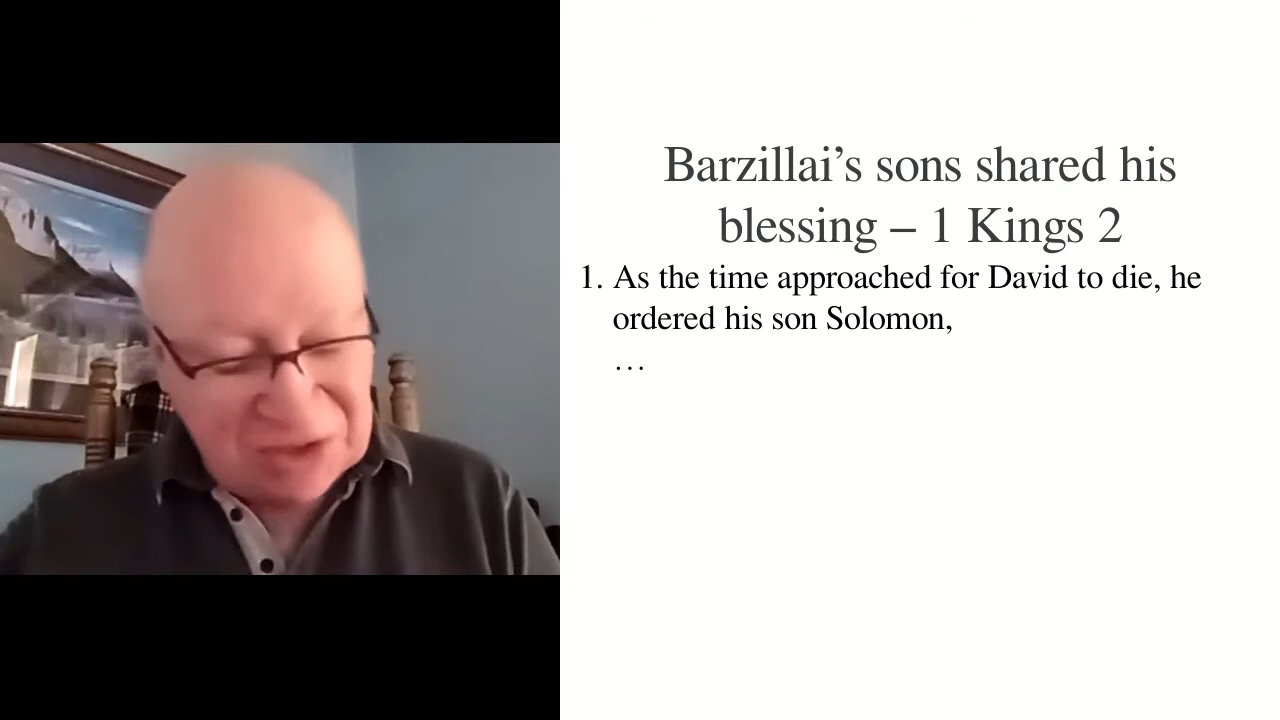 Barzillai’s sons shared his
blessing – 1 Kings 2
1. As the time approached for David to die, he
ordered his son Solomon,
…